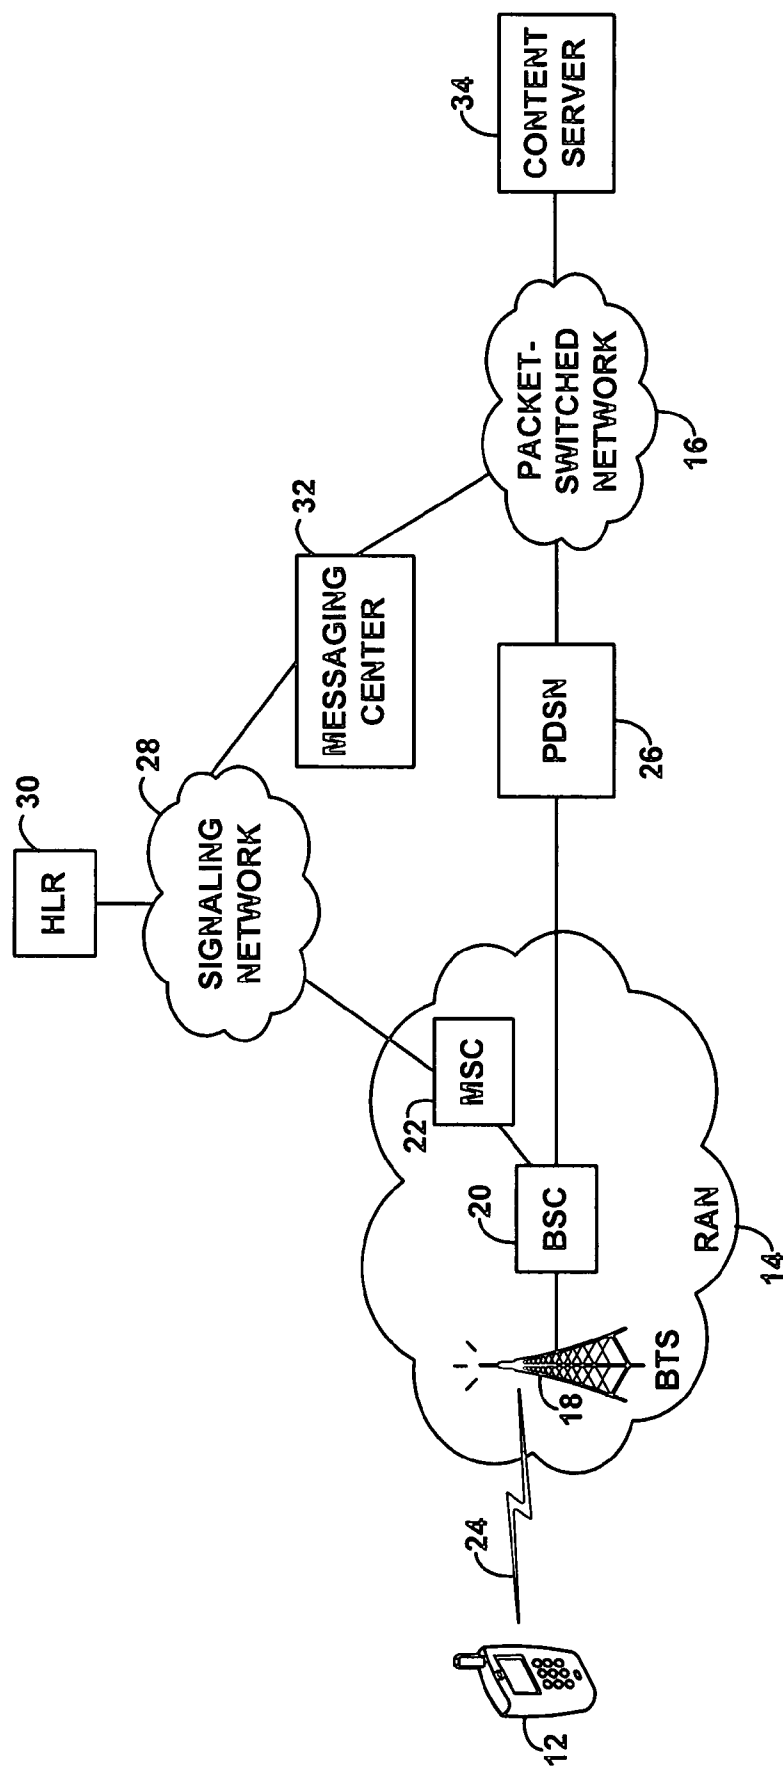 30
HLR
28
SIGNALING
NETWORK
32
MESSAGING
CENTER
34
CONTENT
SERVER
PACKET-
SWITCHED
NETWORK
16
PDSN
26
22
MSC
20
BSC
18
BTS
RAN
14
24
12